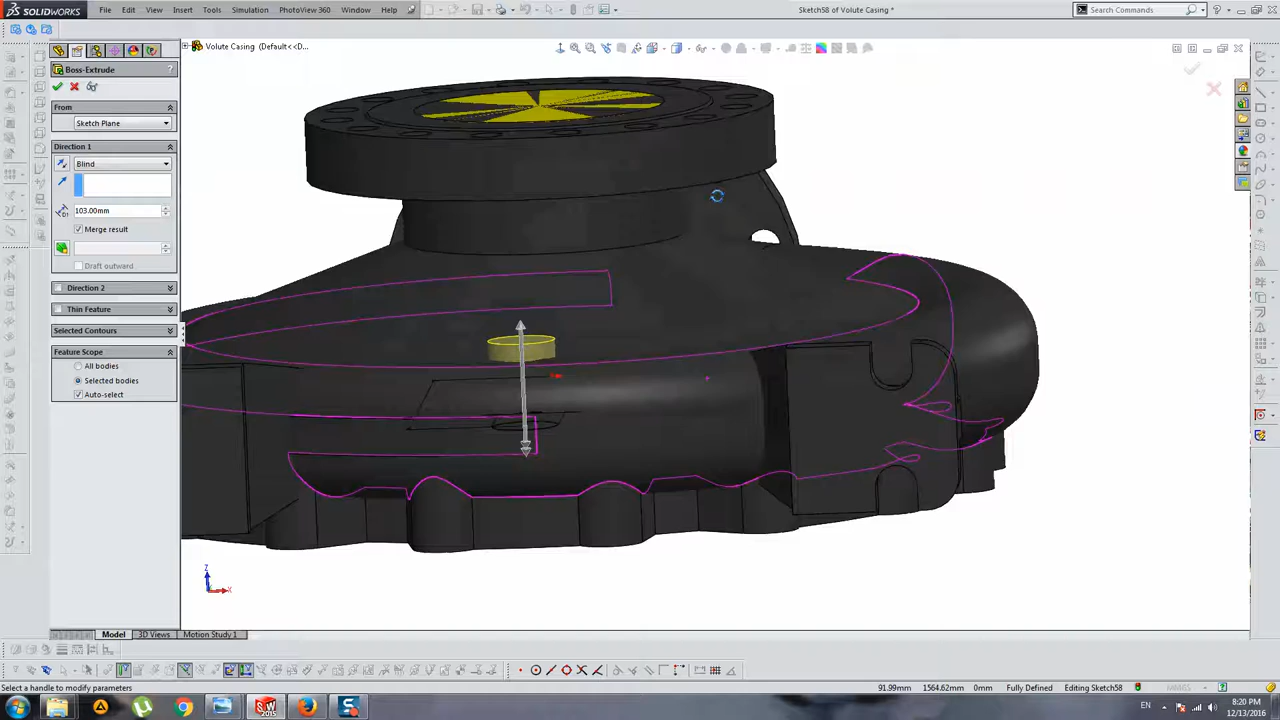 SOLIDWORKS File Edit View Insert Tools Simulation PhotoView 360 Window Help Sketch58 of Volute Casing * Search Commands
Volute Casing (Default<<D...
Boss-Extrude ?
From
Sketch Plane
Direction 1
Blind
103.00mm
Merge result
Draft outward
Direction 2
Thin Feature
Selected Contours
Feature Scope
All bodies
Selected bodies
Auto-select
Z
X
Model 3D Views Motion Study 1
Select a handle to modify parameters 91.99mm 1564.62mm 0mm Fully Defined Editing Sketch58
EN 8:20 PM
12/13/2016